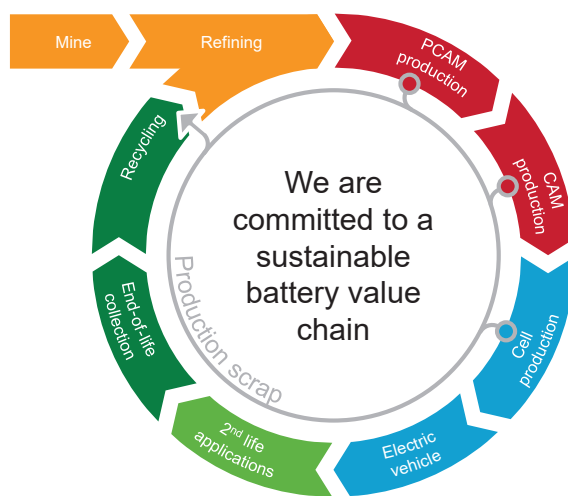 Mine
Refining
PCAM
production
CAM
production
Cell
production
Electric
vehicle
2nd life
applications
End-of-life
collection
Recycling
Production scrap
We are
committed to a
sustainable
battery value
chain